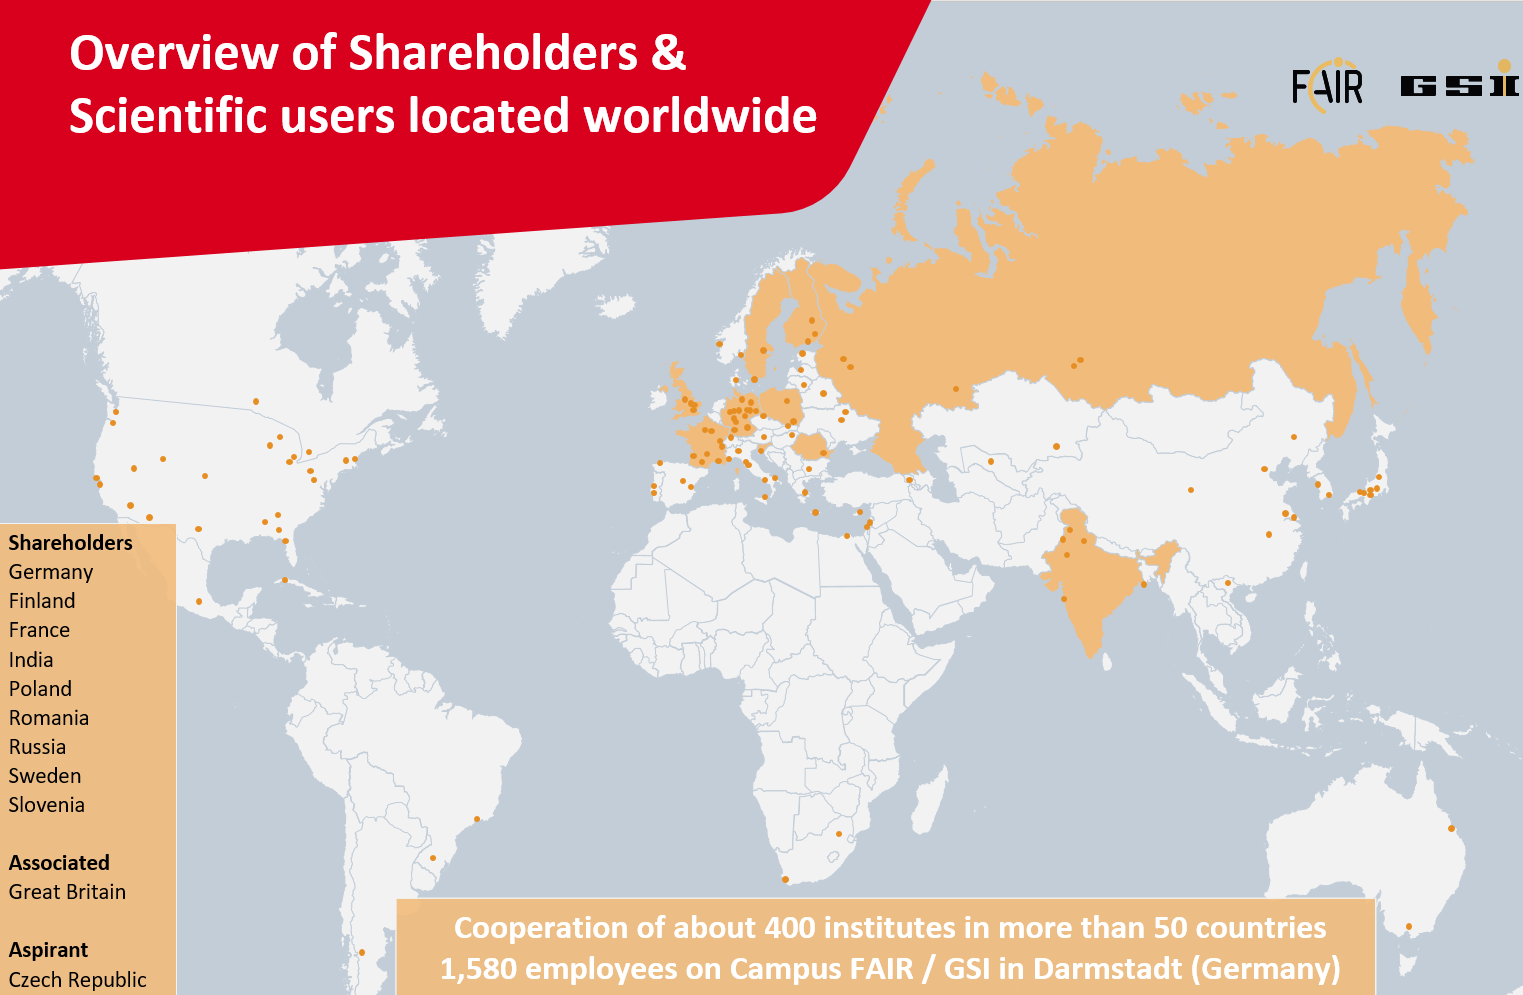 Overview of Shareholders &
Scientific users located worldwide
FAIR
GSI
Shareholders
Germany
Finland
France
India
Poland
Romania
Russia
Sweden
Slovenia
Associated
Great Britain
Aspirant
Czech Republic
Cooperation of about 400 institutes in more than 50 countries
1,580 employees on Campus FAIR / GSI in Darmstadt (Germany)